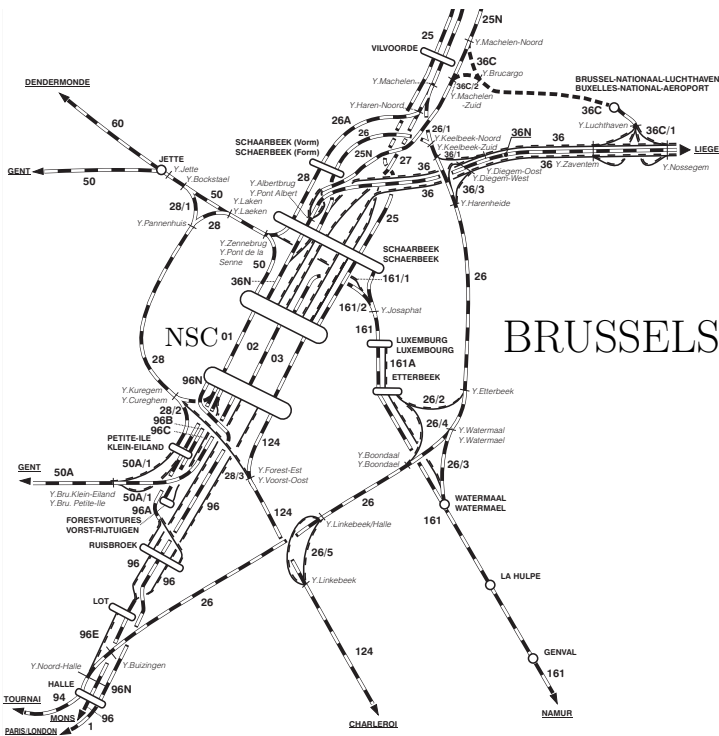 25
25N
VILVOORDE
Y.Machelen-Noord
36C
Y.Brucargo
Y.Machelen
36C/2
Y.Machelen
-Zuid
BRUSSEL-NATIONAAL-LUCHTHAVEN
BUXELLES-NATIONAL-AEROPORT
DENDERMONDE
Y.Haren-Noord
36C
60
26A
26
26/1
Y.Luchthaven
36C/1
SCHAARBEEK (Vorm)
SCHAERBEEK (Form)
25N
Y.Keelbeek-Noord
Y.Keelbeek-Zuid
36N
36
LIEGE
JETTE
27
36
36/1
36
Y.Zaventem
Y.Nossegem
Y.Jette
28
Y.Diegem-Oost
Y.Diegem-West
GENT
50
Y.Bockstael
Y.Albertbrug
Y.Pont Albert
36
36/3
28/1
50
Y.Laken
Y.Laeken
25
Y.Harenheide
Y.Pannenhuis
28
Y.Zennebrug
Y.Pont de la
Senne
50
SCHAARBEEK
SCHAERBEEK
26
36N
161/1
161/2
Y.Josaphat
NSC
01
02
03
161
LUXEMBURG
LUXEMBOURG
BRUSSELS
161A
28
ETTERBEEK
96N
Y.Kuregem
Y.Cureghem
26/2
Y.Etterbeek
28/2
96B
96C
26/4
Y.Watermaal
Y.Watermael
PETITE-ILE
KLEIN-EILAND
124
Y.Boondaal
Y.Boondael
26/3
GENT
50A
50A/1
28/3
Y.Forest-Est
Y.Voorst-Oost
Y.Bru.Klein-Eiland
Y.Bru. Petite-Ile
50A/1
96A
96
26
WATERMAAL
WATERMAEL
FOREST-VOITURES
VORST-RIJTUIGEN
124
161
RUISBROEK
Y.Linkebeek/Halle
96
26/5
LA HULPE
Y.Linkebeek
LOT
26
96E
124
GENVAL
Y.Noord-Halle
Y.Buizingen
161
HALLE
96N
94
TOURNAI
96
MONS
1
PARIS/LONDON
CHARLEROI
NAMUR